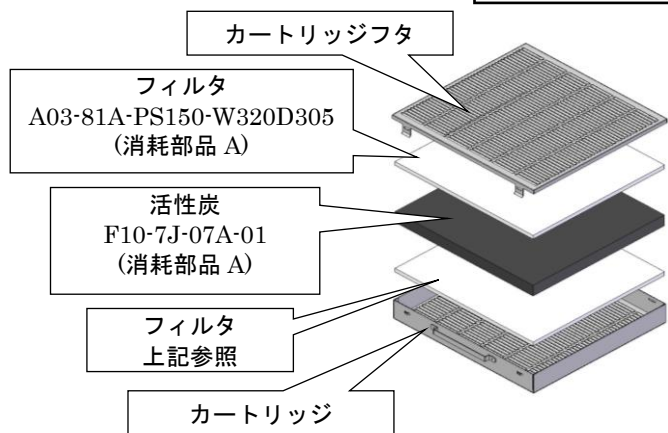 カートリッジフタ
フィルタ
A03-81A-PS150-W320D305
(消耗部品 A)
活性炭
F10-7J-07A-01
(消耗部品 A)
フィルタ
上記参照
カートリッジ